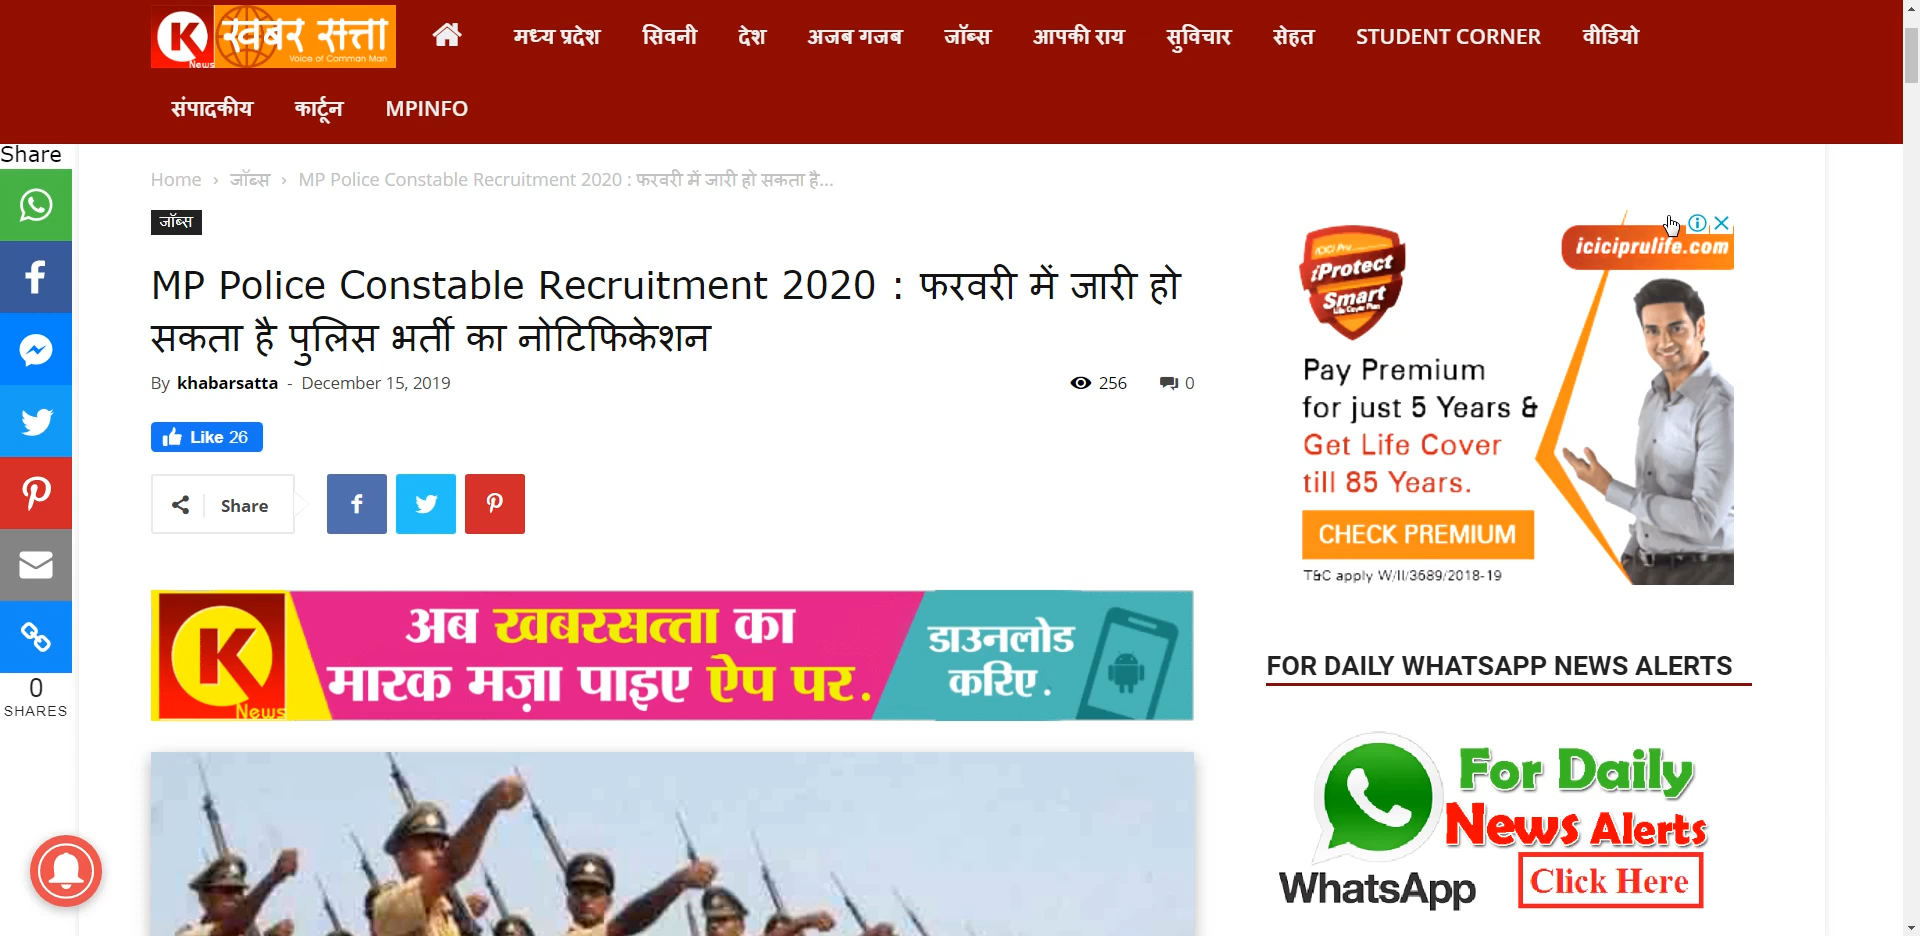 K News खबर सत्ता Voice of Comman Man
मध्य प्रदेश सिवनी देश अजब गजब जॉब्स आपकी राय सुविचार सेहत STUDENT CORNER वीडियो
संपादकीय कार्टून MPINFO
Share
Home › जॉब्स › MP Police Constable Recruitment 2020 : फरवरी में जारी हो सकता है...
जॉब्स
MP Police Constable Recruitment 2020 : फरवरी में जारी हो
सकता है पुलिस भर्ती का नोटिफिकेशन
By khabarsatta - December 15, 2019
256 0
Like 26
Share
K News
अब खबरसत्ता का
मारक मज़ा पाइए ऐप पर.
डाउनलोड
करिए.
0
SHARES
iciciprulife.com
ICICI Pru
iProtect
Smart
Pay Premium
for just 5 Years &
Get Life Cover
till 85 Years.
CHECK PREMIUM
T&C apply W/II/3689/2018-19
FOR DAILY WHATSAPP NEWS ALERTS
For Daily
News Alerts
WhatsApp
Click Here